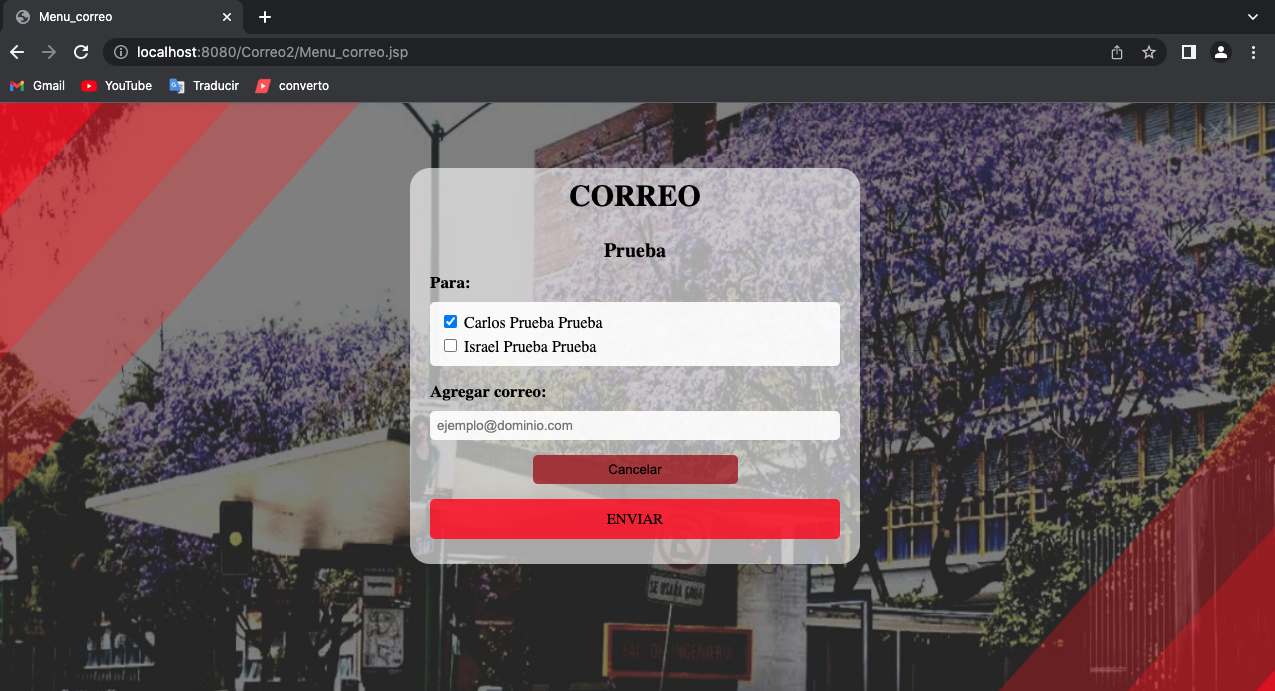 Menu_correo
localhost:8080/Correo2/Menu_correo.jsp
Gmail YouTube Traducir converto
CORREO
Prueba
Para:
Carlos Prueba Prueba
Israel Prueba Prueba
Agregar correo:
ejemplo@dominio.com
Cancelar
ENVIAR
SE USARÁ GRÚA
FAC. DE INGENIERÍA